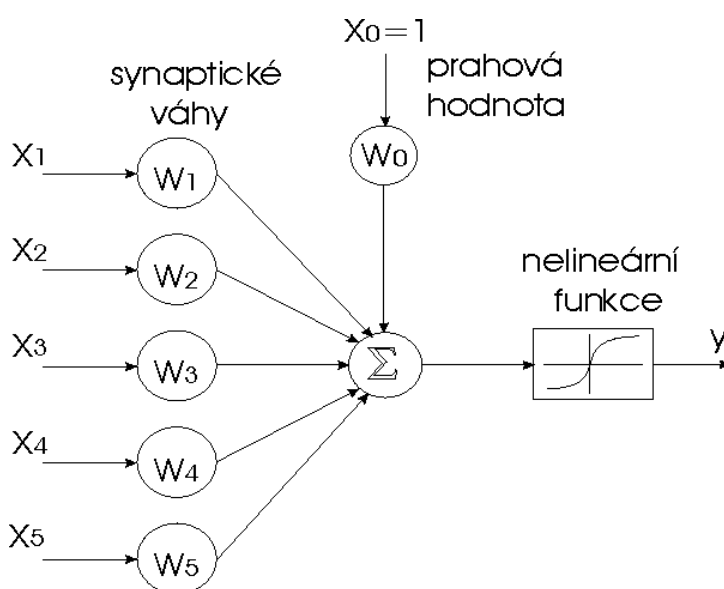 X0=1
synaptické
váhy
prahová
hodnota
W0
X1
W1
X2
W2
nelineární
funkce
X3
W3
Σ
y
X4
W4
X5
W5